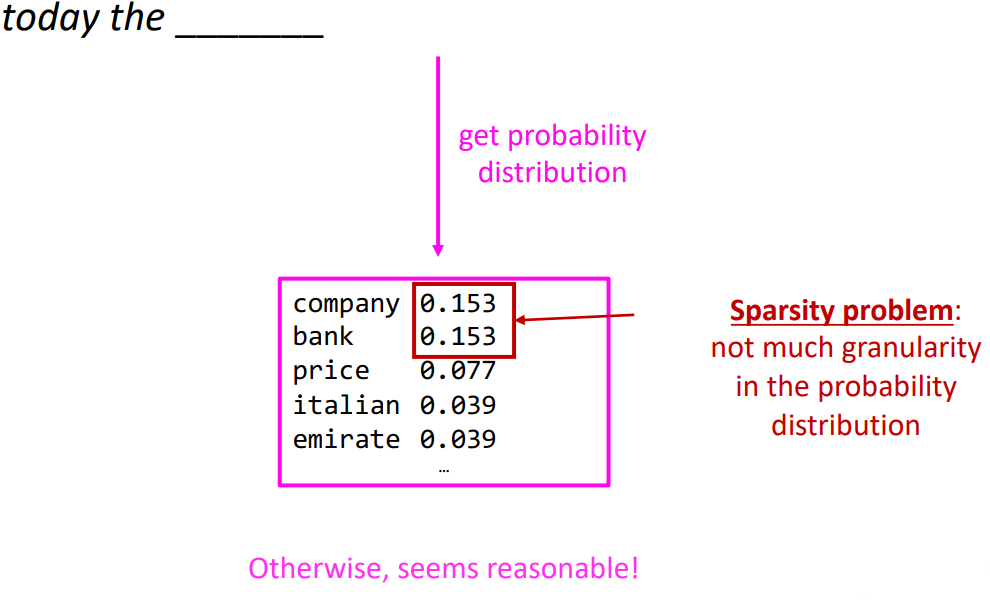 today the _______
get probability
distribution
company 0.153
bank 0.153
price 0.077
italian 0.039
emirate 0.039
…
Sparsity problem:
not much granularity
in the probability
distribution
Otherwise, seems reasonable!